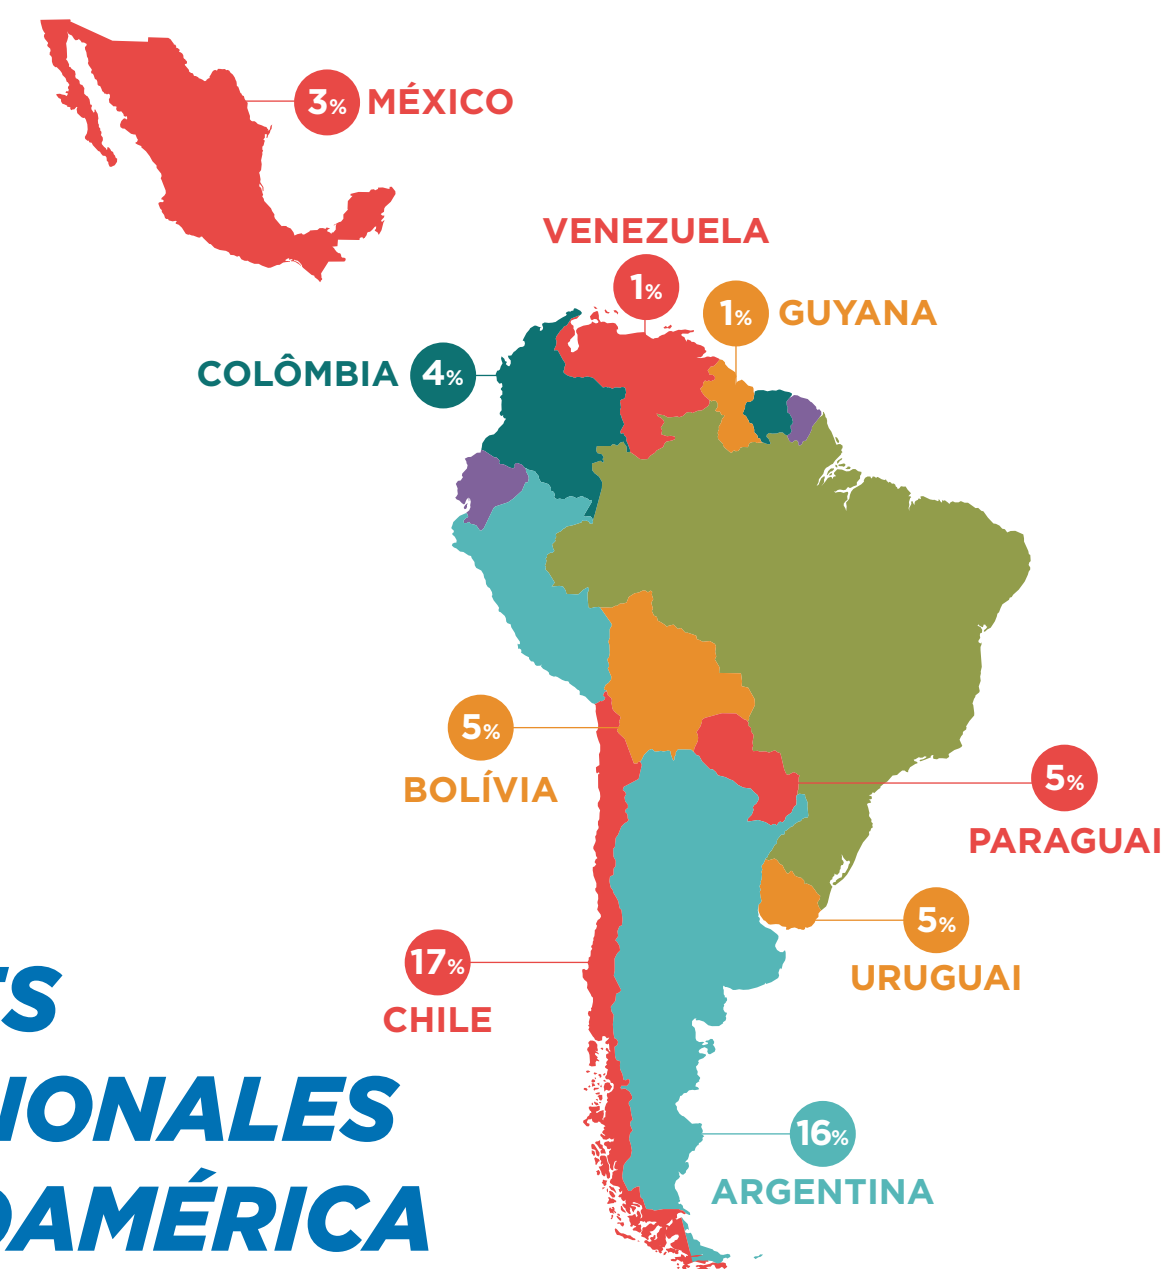 3% MÉXICO
VENEZUELA
1%
1% GUYANA
COLÔMBIA 4%
5%
BOLÍVIA
5%
PARAGUAI
5%
URUGUAI
17%
CHILE
16%
ARGENTINA